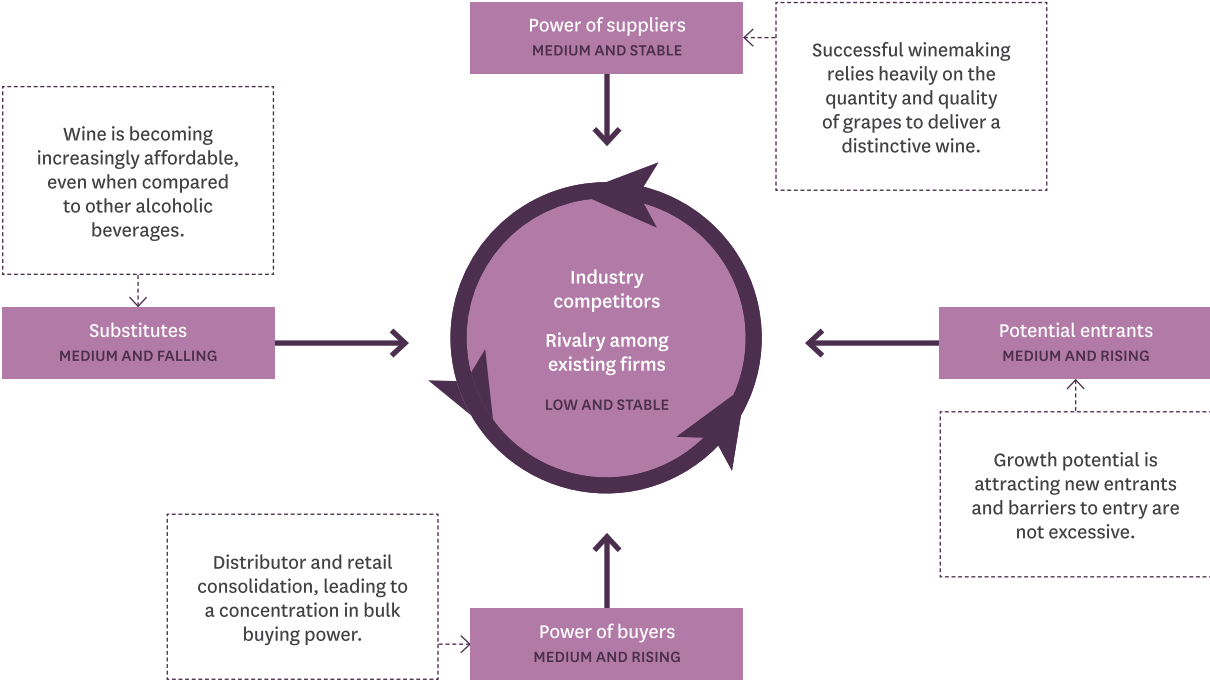 Power of suppliers
MEDIUM AND STABLE
Successful winemaking
relies heavily on the
quantity and quality
of grapes to deliver a
distinctive wine.
Wine is becoming
increasingly affordable,
even when compared
to other alcoholic
beverages.
Substitutes
MEDIUM AND FALLING
Industry
competitors
Rivalry among
existing firms
LOW AND STABLE
Potential entrants
MEDIUM AND RISING
Growth potential is
attracting new entrants
and barriers to entry are
not excessive.
Distributor and retail
consolidation, leading to
a concentration in bulk
buying power.
Power of buyers
MEDIUM AND RISING